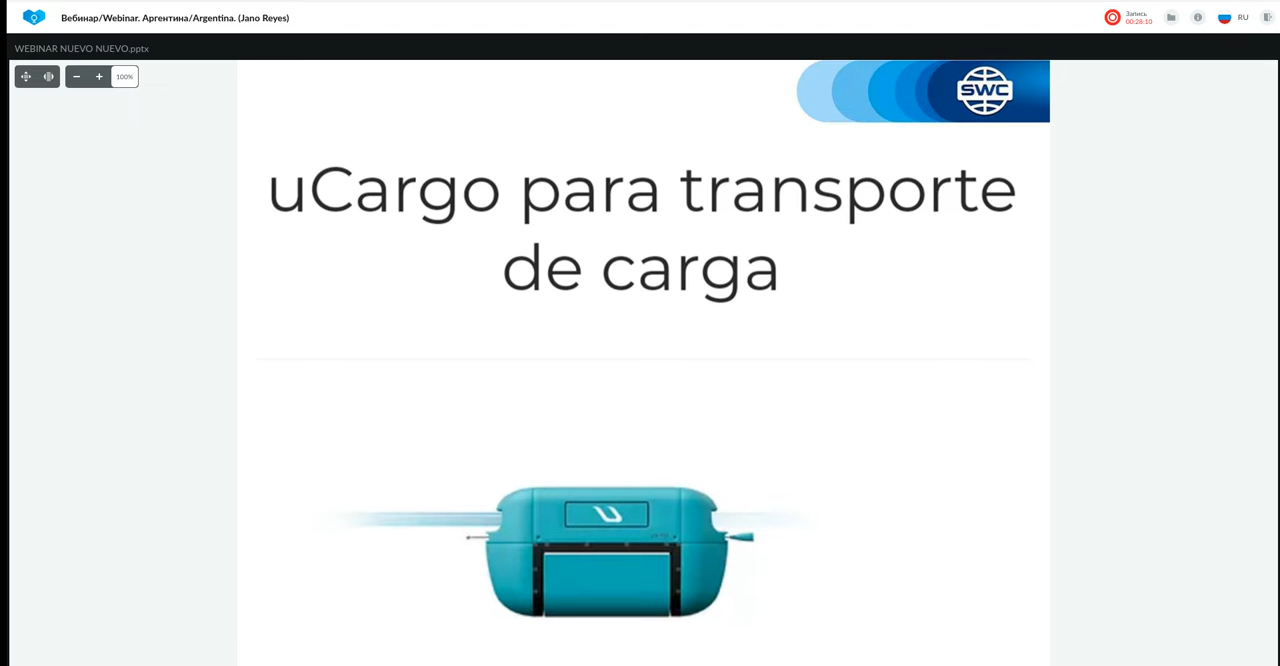 Вебинар/Webinar. Аргентина/Argentina. (Jano Reyes)
Запись
00:28:10
RU
WEBINAR NUEVO NUEVO.pptx
100%
SWC
uCargo para transporte
de carga